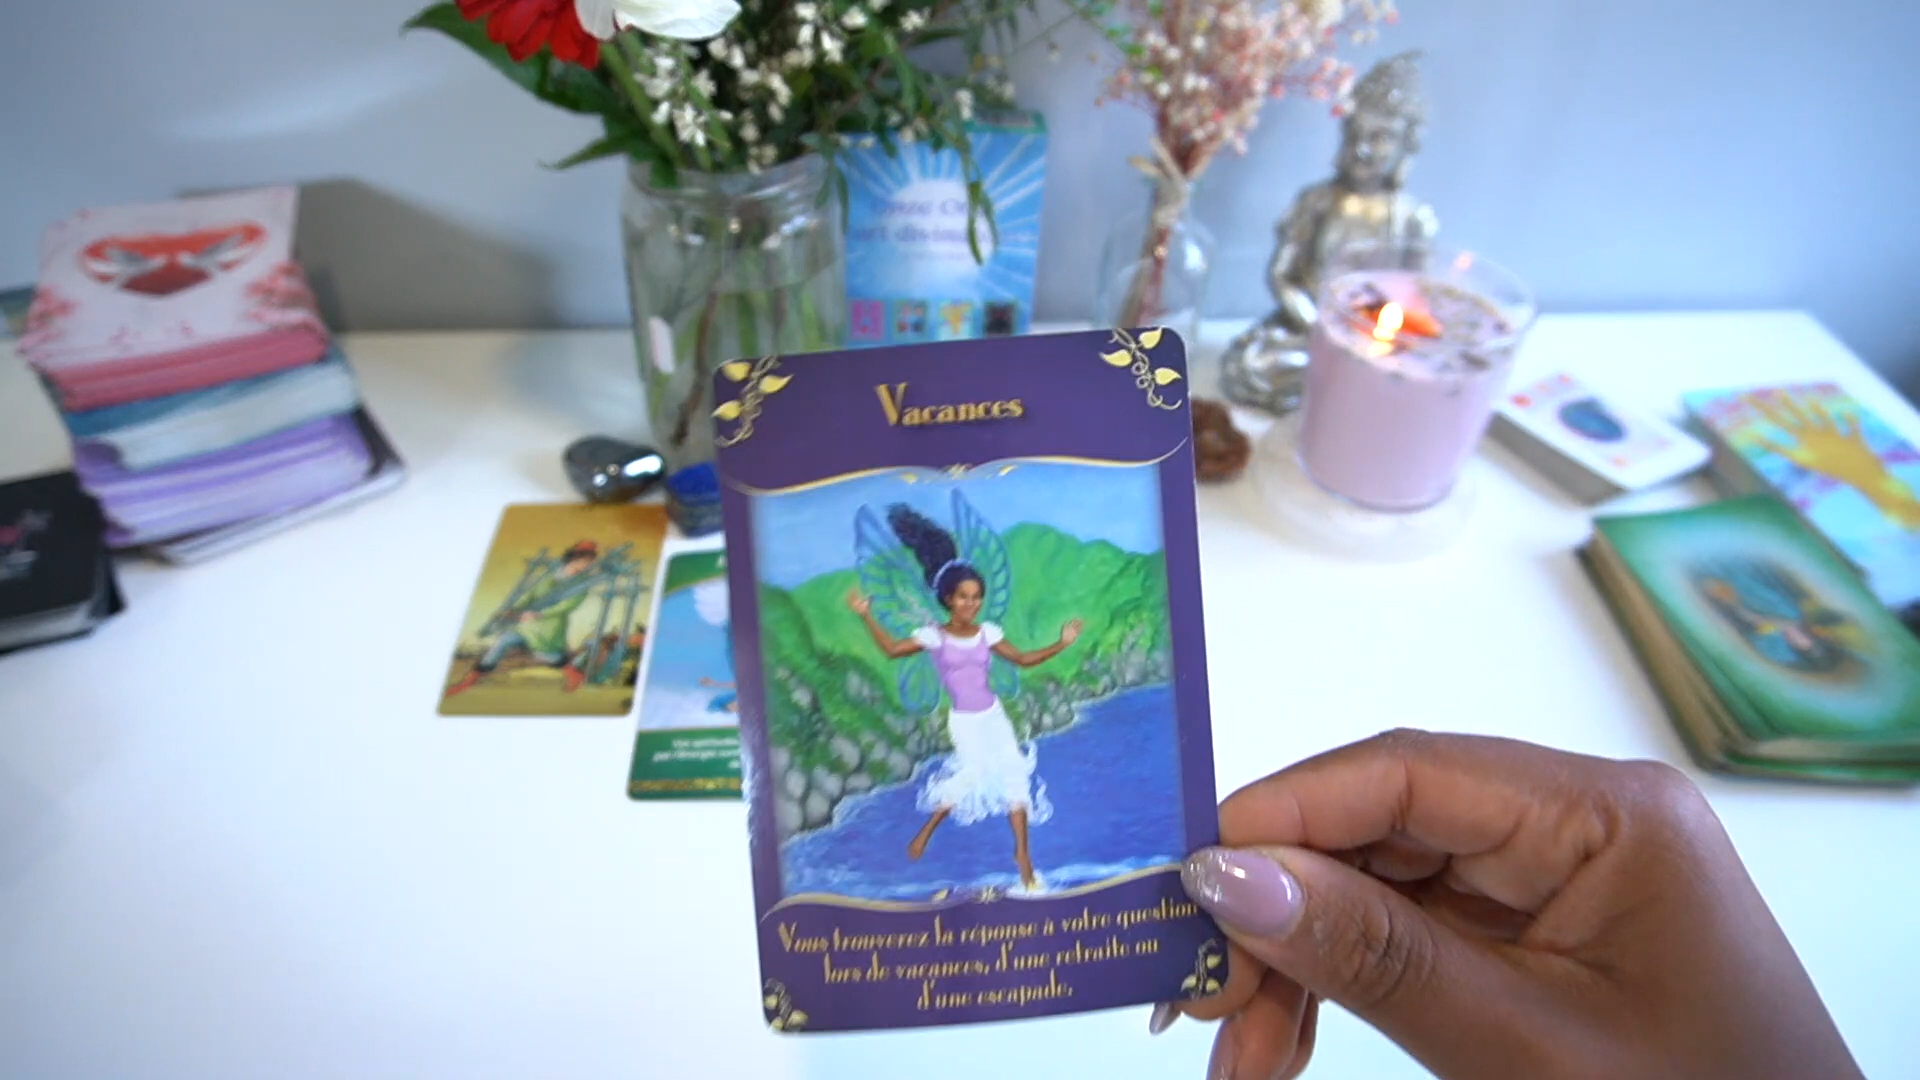 Vacances
Vous trouverez la réponse à votre question
lors de vacances, d'une retraite ou
d'une escapade.